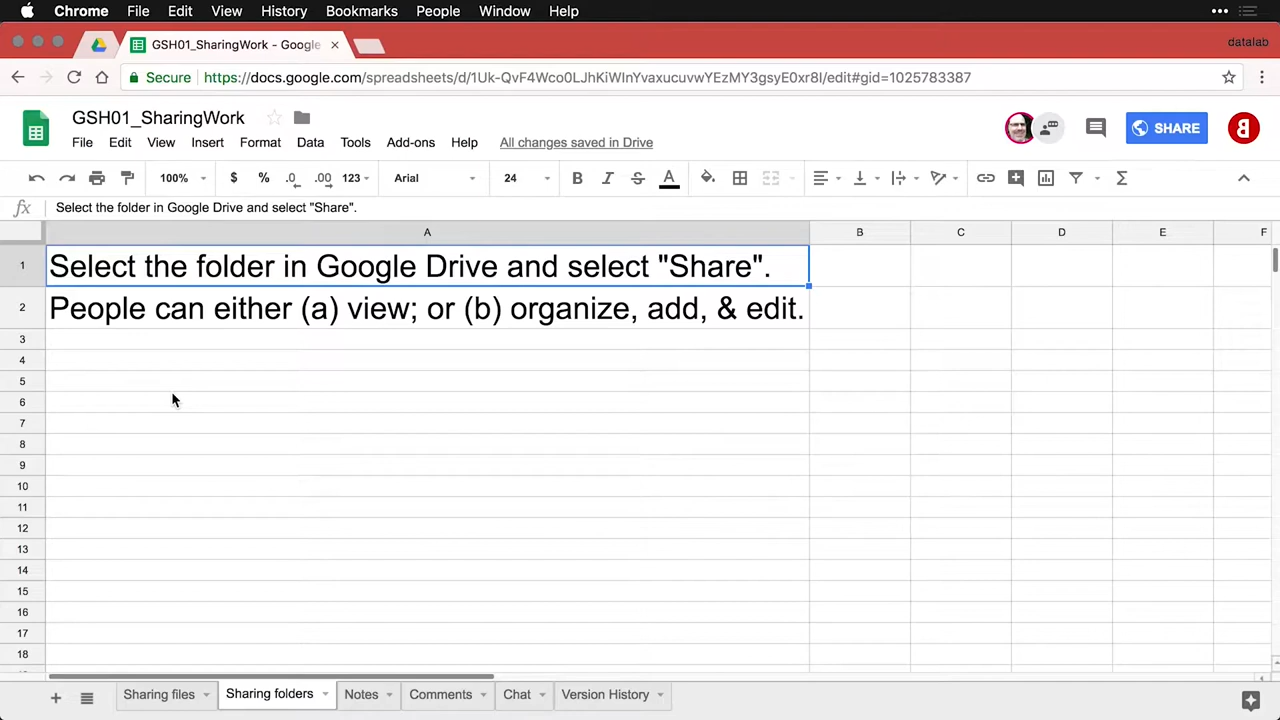 Chrome File Edit View History Bookmarks People Window Help
GSH01_SharingWork - Google
datalab
Secure https://docs.google.com/spreadsheets/d/1Uk-QvF4Wco0LJhKiWInYvaxucuvwYEzMY3gsyE0xr8I/edit#gid=1025783387
GSH01_SharingWork
SHARE
File Edit View Insert Format Data Tools Add-ons Help All changes saved in Drive
100% $ % .0 .00 123 Arial 24 B I S A Σ
fx Select the folder in Google Drive and select "Share".
A B C D E F
1 Select the folder in Google Drive and select "Share".
2 People can either (a) view; or (b) organize, add, & edit.
3
4
5
6
7
8
9
10
11
12
13
14
15
16
17
18
Sharing files Sharing folders Notes Comments Chat Version History